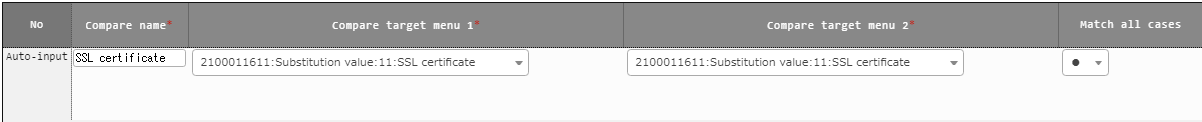 No Compare name* Compare target menu 1* Compare target menu 2* Match all cases
Auto-input SSL certificate 2100011611:Substitution value:11:SSL certificate 2100011611:Substitution value:11:SSL certificate ●